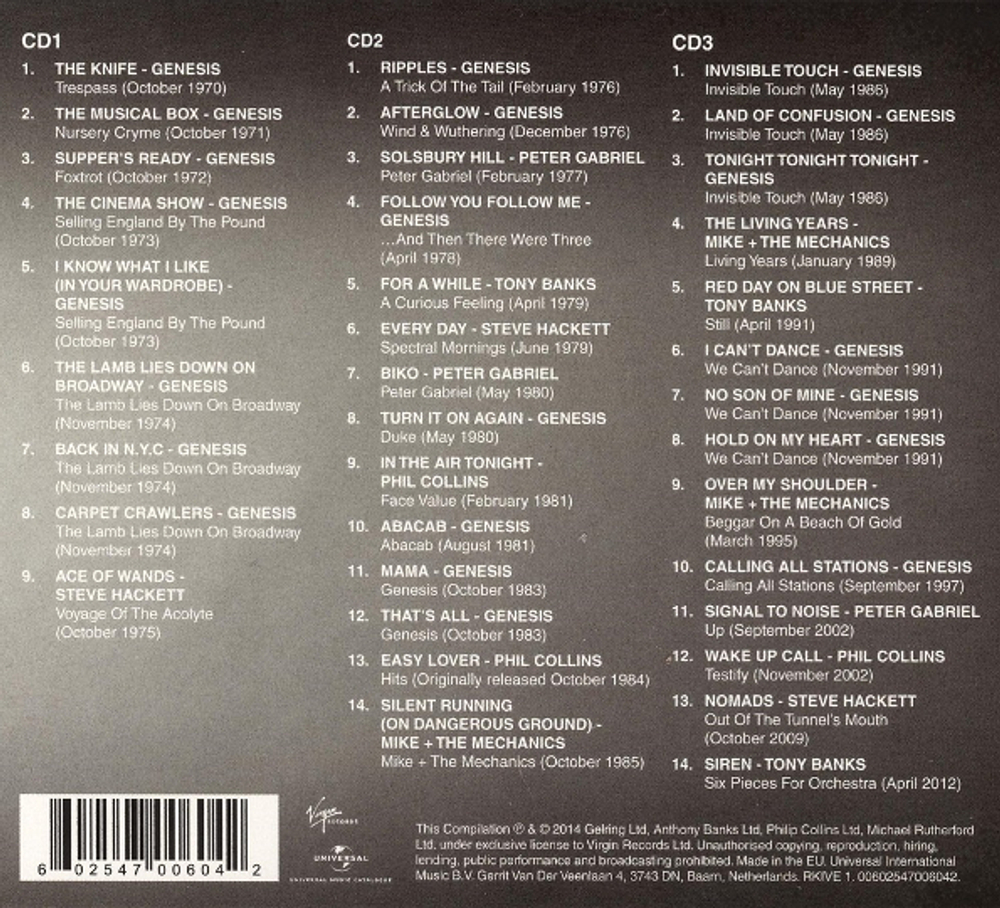 CD1
1. THE KNIFE - GENESIS
Trespass (October 1970)
2. THE MUSICAL BOX - GENESIS
Nursery Cryme (October 1971)
3. SUPPER'S READY - GENESIS
Foxtrot (October 1972)
4. THE CINEMA SHOW - GENESIS
Selling England By The Pound
(October 1973)
5. I KNOW WHAT I LIKE
(IN YOUR WARDROBE) -
GENESIS
Selling England By The Pound
(October 1973)
6. THE LAMB LIES DOWN ON
BROADWAY - GENESIS
The Lamb Lies Down On Broadway
(November 1974)
7. BACK IN N.Y.C - GENESIS
The Lamb Lies Down On Broadway
(November 1974)
8. CARPET CRAWLERS - GENESIS
The Lamb Lies Down On Broadway
(November 1974)
9. ACE OF WANDS -
STEVE HACKETT
Voyage Of The Acolyte
(October 1975)
CD2
1. RIPPLES - GENESIS
A Trick Of The Tail (February 1976)
2. AFTERGLOW - GENESIS
Wind & Wuthering (December 1976)
3. SOLSBURY HILL - PETER GABRIEL
Peter Gabriel (February 1977)
4. FOLLOW YOU FOLLOW ME -
GENESIS
...And Then There Were Three
(April 1978)
5. FOR A WHILE - TONY BANKS
A Curious Feeling (April 1979)
6. EVERY DAY - STEVE HACKETT
Spectral Mornings (June 1979)
7. BIKO - PETER GABRIEL
Peter Gabriel (May 1980)
8. TURN IT ON AGAIN - GENESIS
Duke (May 1980)
9. IN THE AIR TONIGHT -
PHIL COLLINS
Face Value (February 1981)
10. ABACAB - GENESIS
Abacab (August 1981)
11. MAMA - GENESIS
Genesis (October 1983)
12. THAT'S ALL - GENESIS
Genesis (October 1983)
13. EASY LOVER - PHIL COLLINS
Hits (Originally released October 1984)
14. SILENT RUNNING
(ON DANGEROUS GROUND) -
MIKE + THE MECHANICS
Mike + The Mechanics (October 1985)
CD3
1. INVISIBLE TOUCH - GENESIS
Invisible Touch (May 1986)
2. LAND OF CONFUSION - GENESIS
Invisible Touch (May 1986)
3. TONIGHT TONIGHT TONIGHT -
GENESIS
Invisible Touch (May 1986)
4. THE LIVING YEARS -
MIKE + THE MECHANICS
Living Years (January 1989)
5. RED DAY ON BLUE STREET -
TONY BANKS
Still (April 1991)
6. I CAN'T DANCE - GENESIS
We Can't Dance (November 1991)
7. NO SON OF MINE - GENESIS
We Can't Dance (November 1991)
8. HOLD ON MY HEART - GENESIS
We Can't Dance (November 1991)
9. OVER MY SHOULDER -
MIKE + THE MECHANICS
Beggar On A Beach Of Gold
(March 1995)
10. CALLING ALL STATIONS - GENESIS
Calling All Stations (September 1997)
11. SIGNAL TO NOISE - PETER GABRIEL
Up (September 2002)
12. WAKE UP CALL - PHIL COLLINS
Testify (November 2002)
13. NOMADS - STEVE HACKETT
Out Of The Tunnel's Mouth
(October 2009)
14. SIREN - TONY BANKS
Six Pieces For Orchestra (April 2012)
6 02547 00604 2
Virgin
records
UNIVERSAL
UNIVERSAL MUSIC CATALOGUE
This Compilation ℗ & © 2014 Gelring Ltd, Anthony Banks Ltd, Philip Collins Ltd, Michael Rutherford
Ltd. under exclusive license to Virgin Records Ltd. Unauthorised copying, reproduction, hiring,
lending, public performance and broadcasting prohibited. Made in the EU. Universal International
Music B.V. Gerrit Van Der Veenlaan 4, 3743 DN, Baarn, Netherlands. RKIVE 1. 00602547006042.